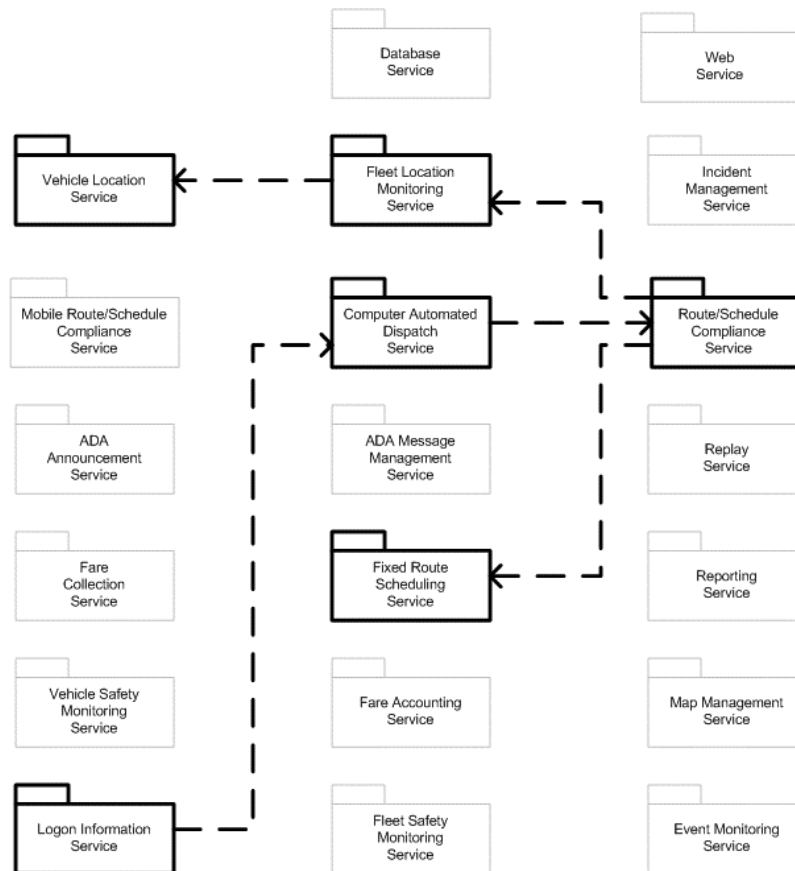 Database
Service
Web
Service
Vehicle Location
Service
Fleet Location
Monitoring
Service
Incident
Management
Service
Mobile Route/Schedule
Compliance
Service
Computer Automated
Dispatch
Service
Route/Schedule
Compliance
Service
ADA
Announcement
Service
ADA Message
Management
Service
Replay
Service
Fare
Collection
Service
Fixed Route
Scheduling
Service
Reporting
Service
Vehicle Safety
Monitoring
Service
Fare Accounting
Service
Map Management
Service
Logon Information
Service
Fleet Safety
Monitoring
Service
Event Monitoring
Service